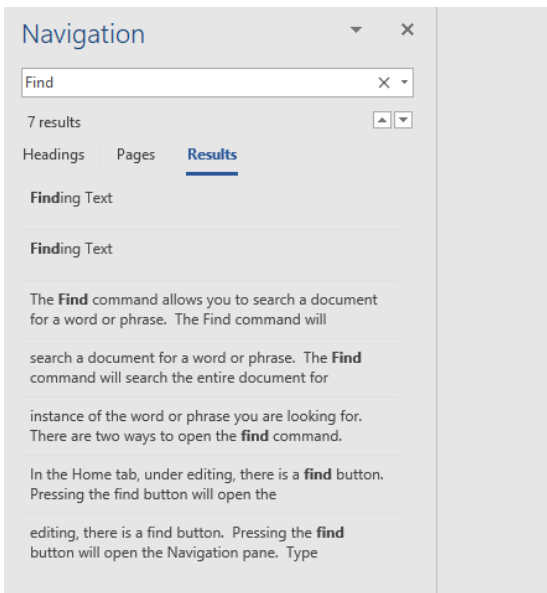 Navigation
Find
7 results
Headings Pages Results
Finding Text
Finding Text
The Find command allows you to search a document
for a word or phrase.  The Find command will
search a document for a word or phrase.  The Find
command will search the entire document for
instance of the word or phrase you are looking for.
There are two ways to open the find command.
In the Home tab, under editing, there is a find button.
Pressing the find button will open the
editing, there is a find button.  Pressing the find
button will open the Navigation pane.  Type